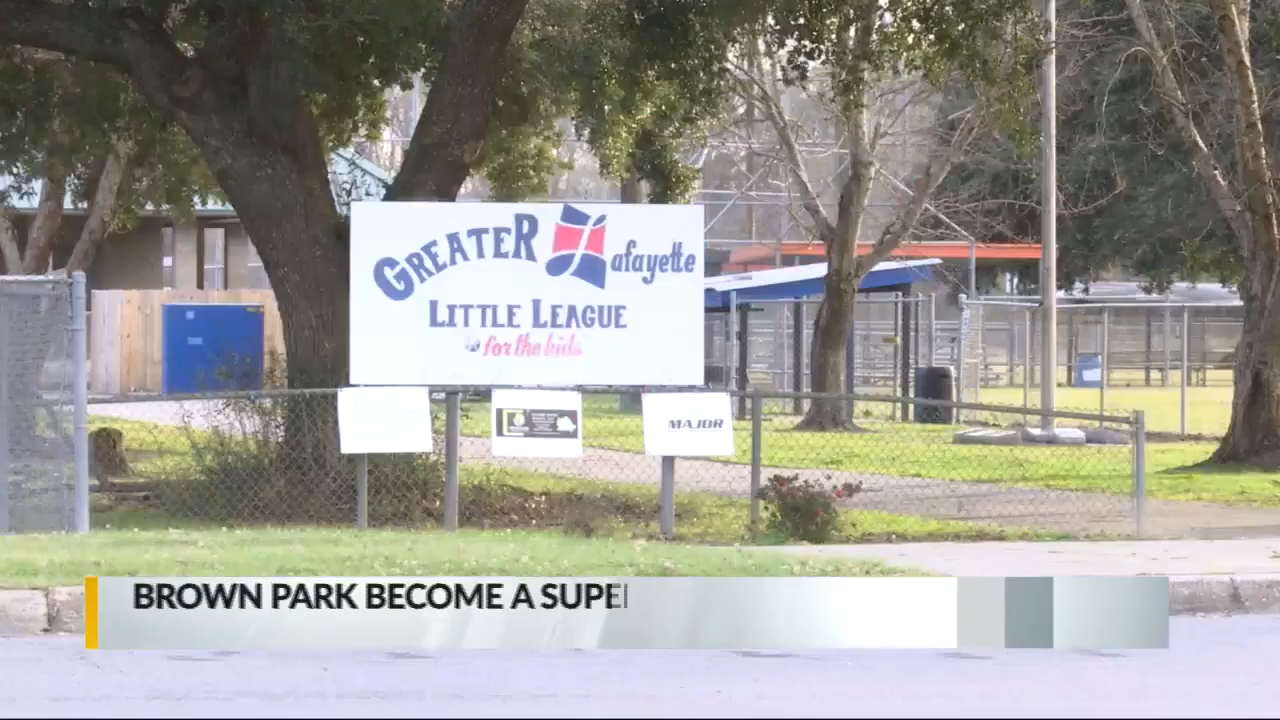 GREATER Lafayette
LITTLE LEAGUE
for the kids
MAJOR
BROWN PARK BECOME A SUPE